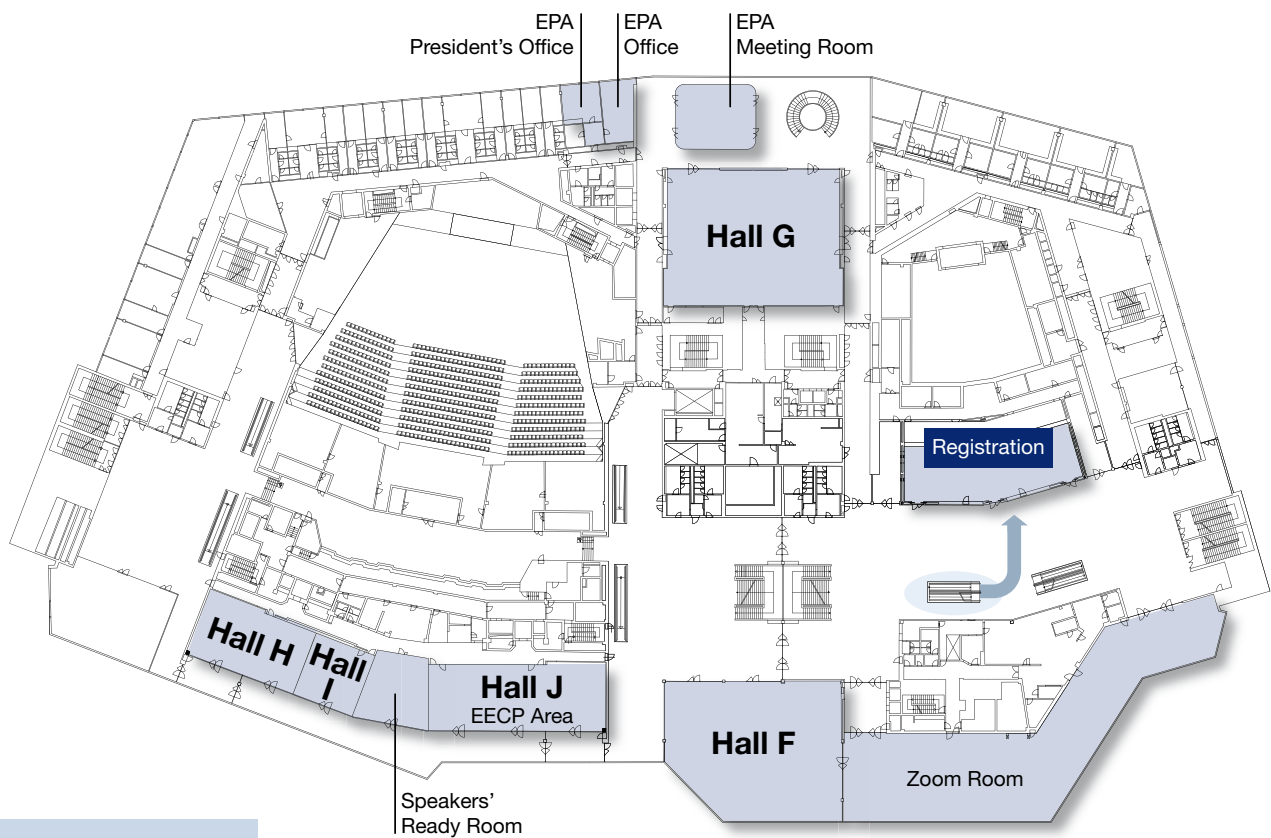 EPA
President’s Office
EPA
Office
EPA
Meeting Room
Hall G
Registration
Hall H
Hall
I
Hall J
EECP Area
Hall F
Zoom Room
Speakers’
Ready Room